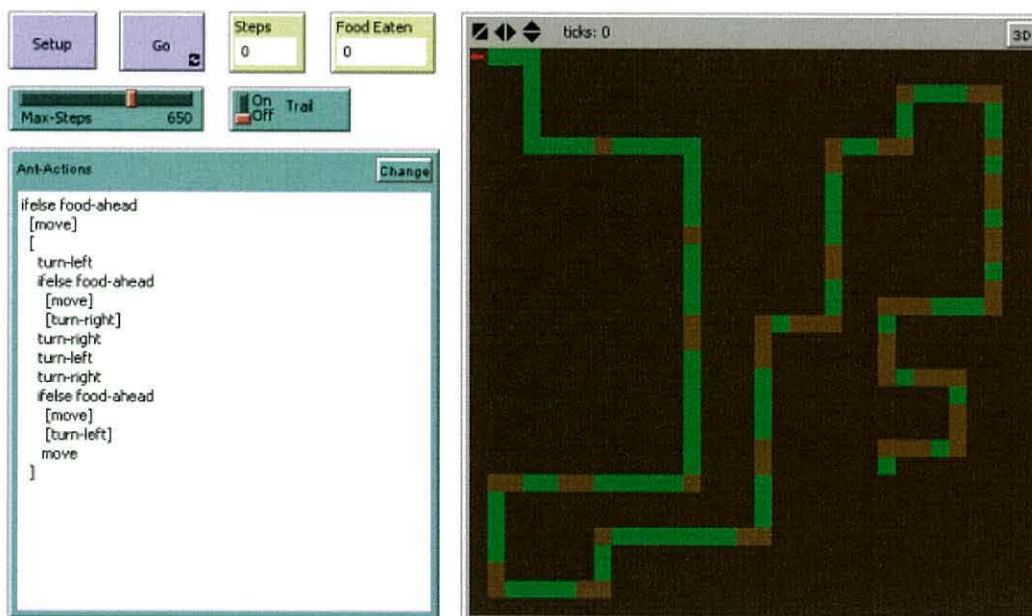 Setup
Go
Steps
0
Food Eaten
0
Max-Steps 650
On
Off
Trail
Ant-Actions
Change
ifelse food-ahead
[move]
[
turn-left
ifelse food-ahead
[move]
[turn-right]
turn-right
turn-left
turn-right
ifelse food-ahead
[move]
[turn-left]
move
]
ticks: 0
3D